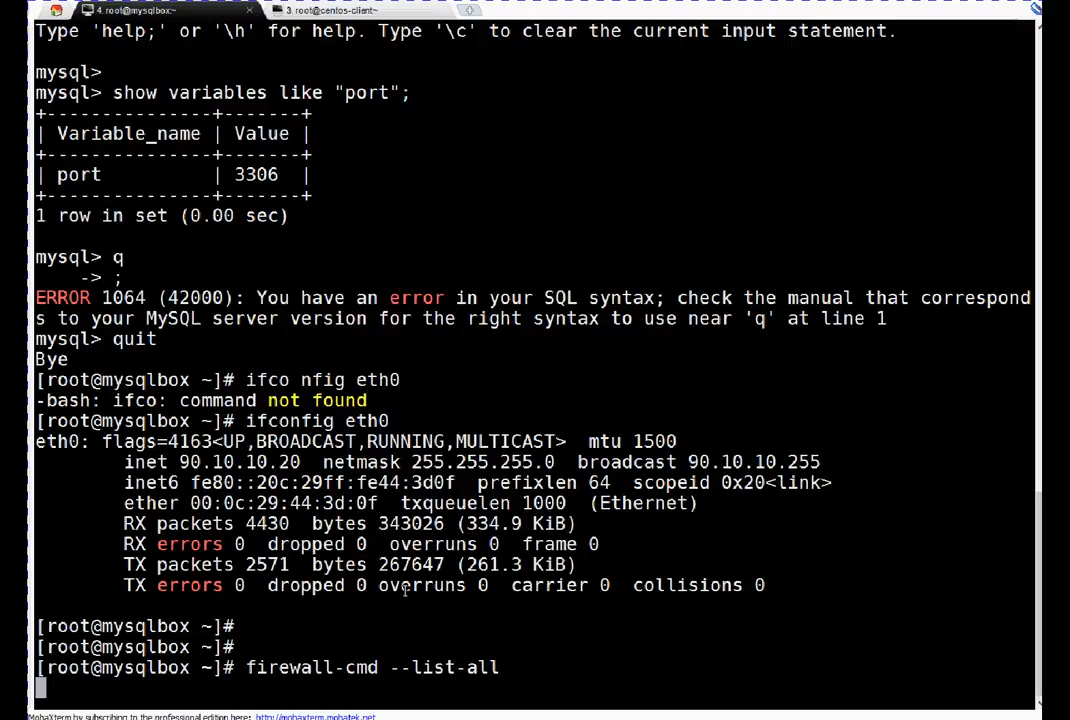 4. root@mysqlbox:~ 3. root@centos-client:~
Type 'help;' or '\h' for help. Type '\c' to clear the current input statement.
mysql>
mysql> show variables like "port";
+---------------+-------+
| Variable_name | Value |
+---------------+-------+
| port          | 3306  |
+---------------+-------+
1 row in set (0.00 sec)
mysql> q
    -> ;
ERROR 1064 (42000): You have an error in your SQL syntax; check the manual that correspond
s to your MySQL server version for the right syntax to use near 'q' at line 1
mysql> quit
Bye
[root@mysqlbox ~]# ifco nfig eth0
-bash: ifco: command not found
[root@mysqlbox ~]# ifconfig eth0
eth0: flags=4163<UP,BROADCAST,RUNNING,MULTICAST>  mtu 1500
        inet 90.10.10.20  netmask 255.255.255.0  broadcast 90.10.10.255
        inet6 fe80::20c:29ff:fe44:3d0f  prefixlen 64  scopeid 0x20<link>
        ether 00:0c:29:44:3d:0f  txqueuelen 1000  (Ethernet)
        RX packets 4430  bytes 343026 (334.9 KiB)
        RX errors 0  dropped 0  overruns 0  frame 0
        TX packets 2571  bytes 267647 (261.3 KiB)
        TX errors 0  dropped 0 overruns 0  carrier 0  collisions 0
[root@mysqlbox ~]#
[root@mysqlbox ~]#
[root@mysqlbox ~]# firewall-cmd --list-all
MobaXterm by subscribing to the professional edition here: http://mobaxterm.mobatek.net